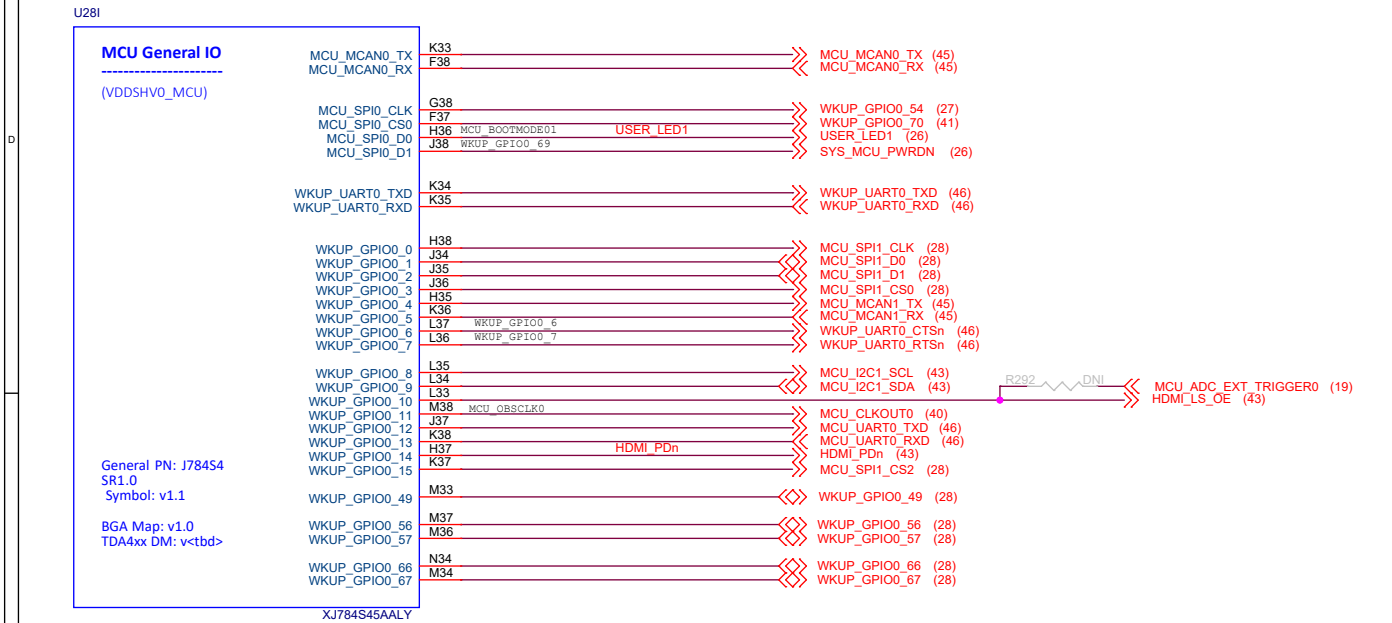 U28I
MCU General IO
----------------------
(VDDSHV0_MCU)
MCU_MCAN0_TX K33 MCU_MCAN0_TX (45)
MCU_MCAN0_RX F38 MCU_MCAN0_RX (45)
MCU_SPI0_CLK G38 WKUP_GPIO0_54 (27)
MCU_SPI0_CS0 F37 WKUP_GPIO0_70 (41)
MCU_SPI0_D0 H36 MCU_BOOTMODE01 USER_LED1 USER_LED1 (26)
MCU_SPI0_D1 J38 WKUP_GPIO0_69 SYS_MCU_PWRDN (26)
D
WKUP_UART0_TXD K34 WKUP_UART0_TXD (46)
WKUP_UART0_RXD K35 WKUP_UART0_RXD (46)
WKUP_GPIO0_0 H38 MCU_SPI1_CLK (28)
WKUP_GPIO0_1 J34 MCU_SPI1_D0 (28)
WKUP_GPIO0_2 J35 MCU_SPI1_D1 (28)
WKUP_GPIO0_3 J36 MCU_SPI1_CS0 (28)
WKUP_GPIO0_4 H35 MCU_MCAN1_TX (45)
WKUP_GPIO0_5 K36 MCU_MCAN1_RX (45)
WKUP_GPIO0_6 L37 WKUP_GPIO0_6 WKUP_UART0_CTSn (46)
WKUP_GPIO0_7 L36 WKUP_GPIO0_7 WKUP_UART0_RTSn (46)
WKUP_GPIO0_8 L35 MCU_I2C1_SCL (43)
WKUP_GPIO0_9 L34 MCU_I2C1_SDA (43) R292 DNI MCU_ADC_EXT_TRIGGER0 (19)
WKUP_GPIO0_10 L33 HDMI_LS_OE (43)
WKUP_GPIO0_11 M38 MCU_OBSCLK0 MCU_CLKOUT0 (40)
WKUP_GPIO0_12 J37 MCU_UART0_TXD (46)
WKUP_GPIO0_13 K38 MCU_UART0_RXD (46)
WKUP_GPIO0_14 H37 HDMI_PDn HDMI_PDn (43)
WKUP_GPIO0_15 K37 MCU_SPI1_CS2 (28)
General PN: J784S4
SR1.0
Symbol: v1.1
WKUP_GPIO0_49 M33 WKUP_GPIO0_49 (28)
BGA Map: v1.0
TDA4xx DM: v<tbd>
WKUP_GPIO0_56 M37 WKUP_GPIO0_56 (28)
WKUP_GPIO0_57 M36 WKUP_GPIO0_57 (28)
WKUP_GPIO0_66 N34 WKUP_GPIO0_66 (28)
WKUP_GPIO0_67 M34 WKUP_GPIO0_67 (28)
XJ784S45AALY